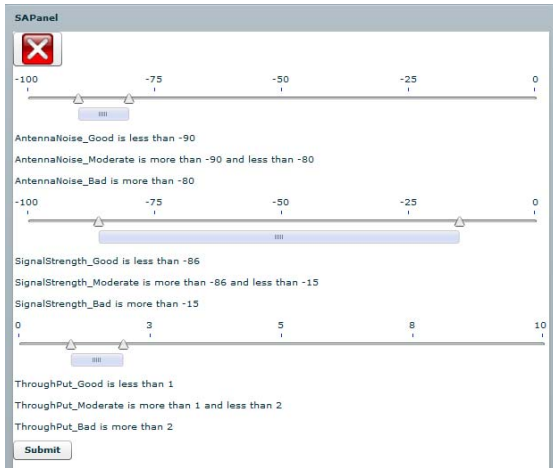 SAPanel
-100 -75 -50 -25 0
AntennaNoise_Good is less than -90
AntennaNoise_Moderate is more than -90 and less than -80
AntennaNoise_Bad is more than -80
-100 -75 -50 -25 0
SignalStrength_Good is less than -86
SignalStrength_Moderate is more than -86 and less than -15
SignalStrength_Bad is more than -15
0 3 5 8 10
ThroughPut_Good is less than 1
ThroughPut_Moderate is more than 1 and less than 2
ThroughPut_Bad is more than 2
Submit